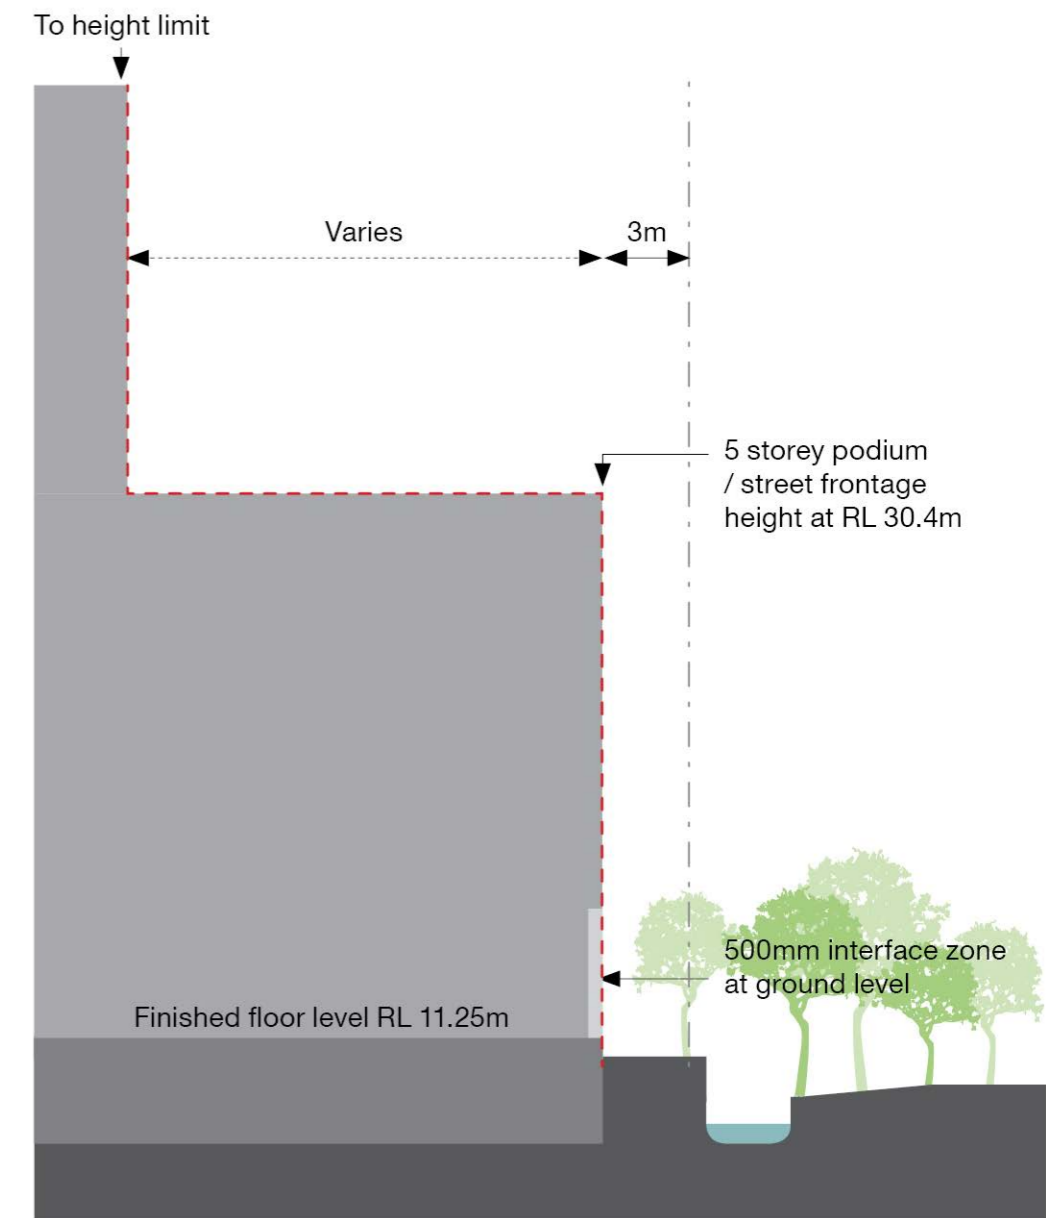 To height limit
Varies
3m
5 storey podium
/ street frontage
height at RL 30.4m
500mm interface zone
at ground level
Finished floor level RL 11.25m